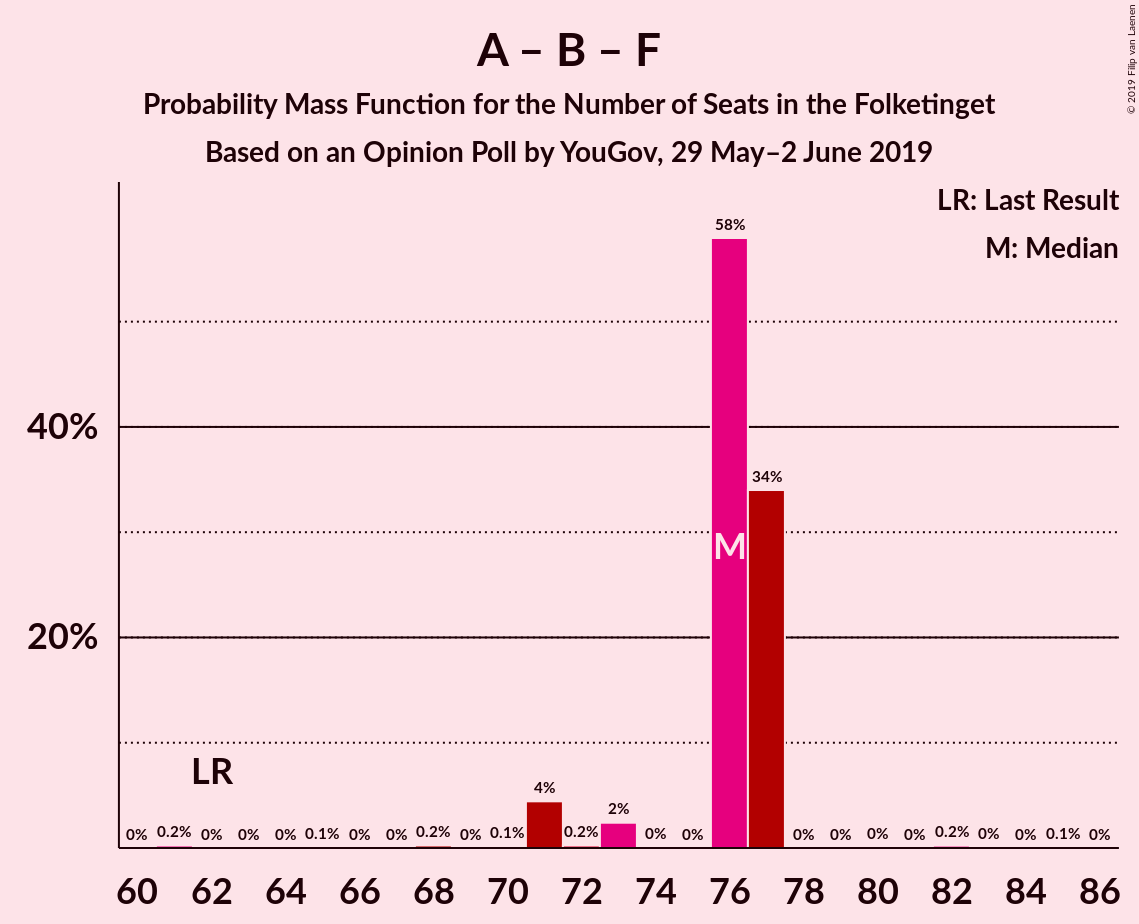 A – B – F
Probability Mass Function for the Number of Seats in the Folketinget
Based on an Opinion Poll by YouGov, 29 May–2 June 2019
© 2019 Filip van Laenen
LR: Last Result
M: Median
58%
40%
34%
M
20%
LR
4%
2%
0% 0.2% 0% 0% 0% 0.1% 0% 0% 0.2% 0% 0.1% 0.2% 0% 0% 0% 0% 0% 0% 0.2% 0% 0% 0.1% 0%
60 62 64 66 68 70 72 74 76 78 80 82 84 86